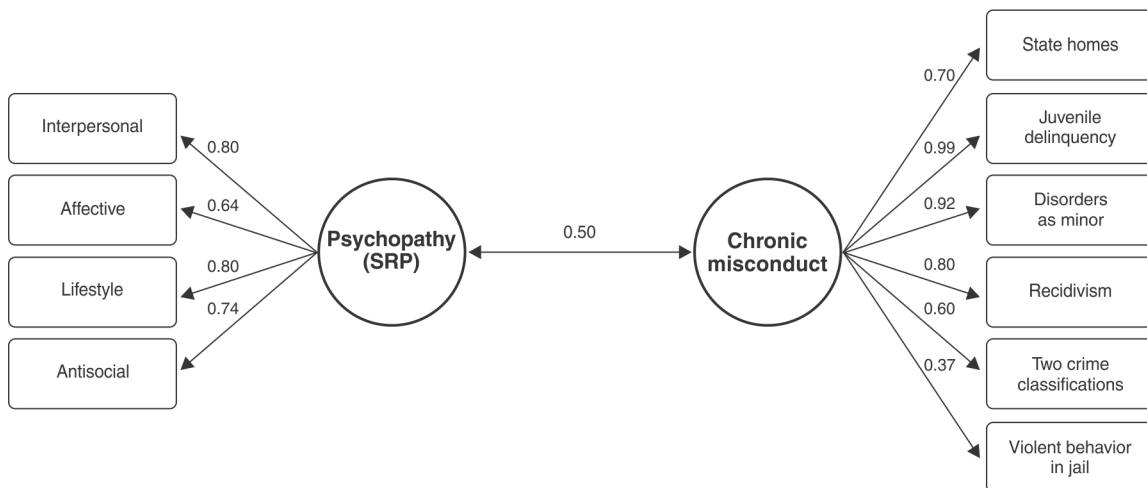 State homes
0.70
Interpersonal
0.80
Juvenile
delinquency
0.99
Affective
0.64
Disorders
as minor
0.92
Psychopathy
(SRP)
0.50
Chronic
misconduct
Lifestyle
0.80
0.80
Recidivism
0.74
0.60
Antisocial
Two crime
classifications
0.37
Violent behavior
in jail